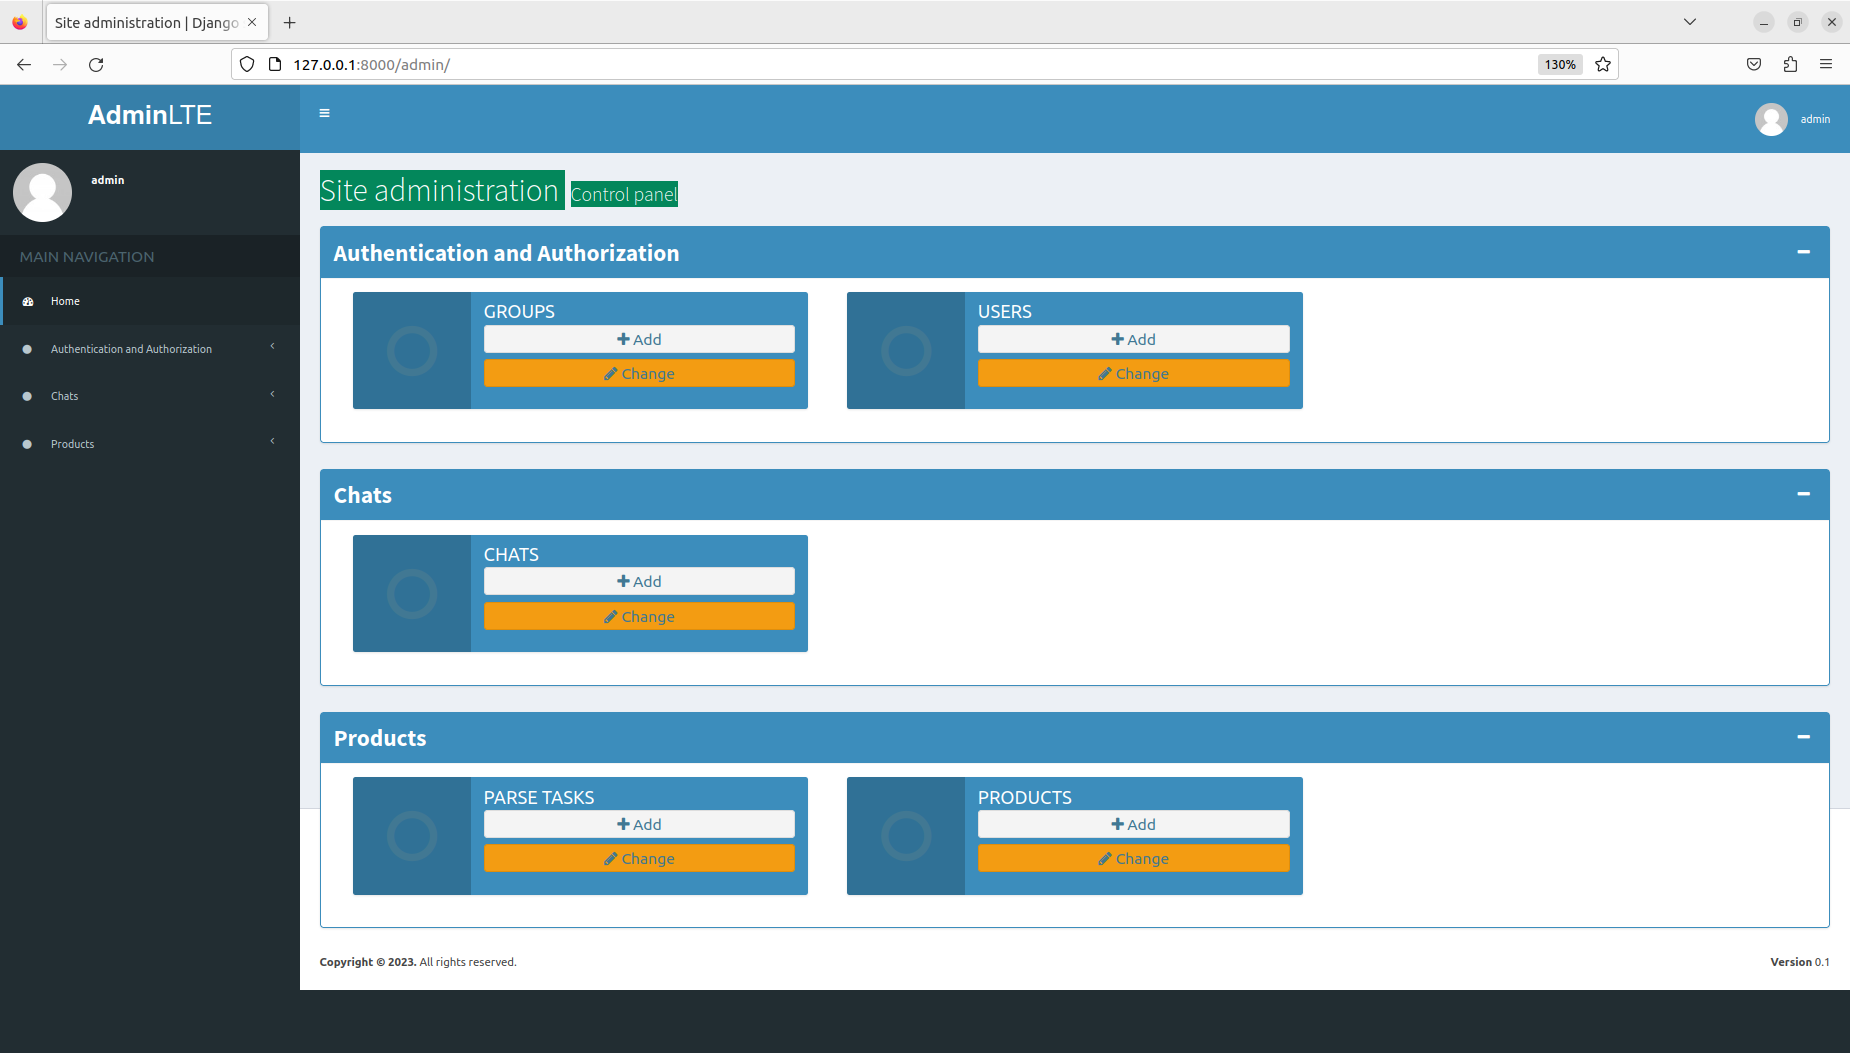 Site administration | Django
127.0.0.1:8000/admin/
130%
AdminLTE
admin
admin
MAIN NAVIGATION
Home
Authentication and Authorization
Chats
Products
Site administration Control panel
Authentication and Authorization
GROUPS
Add
Change
USERS
Add
Change
Chats
CHATS
Add
Change
Products
PARSE TASKS
Add
Change
PRODUCTS
Add
Change
Copyright © 2023. All rights reserved.
Version 0.1